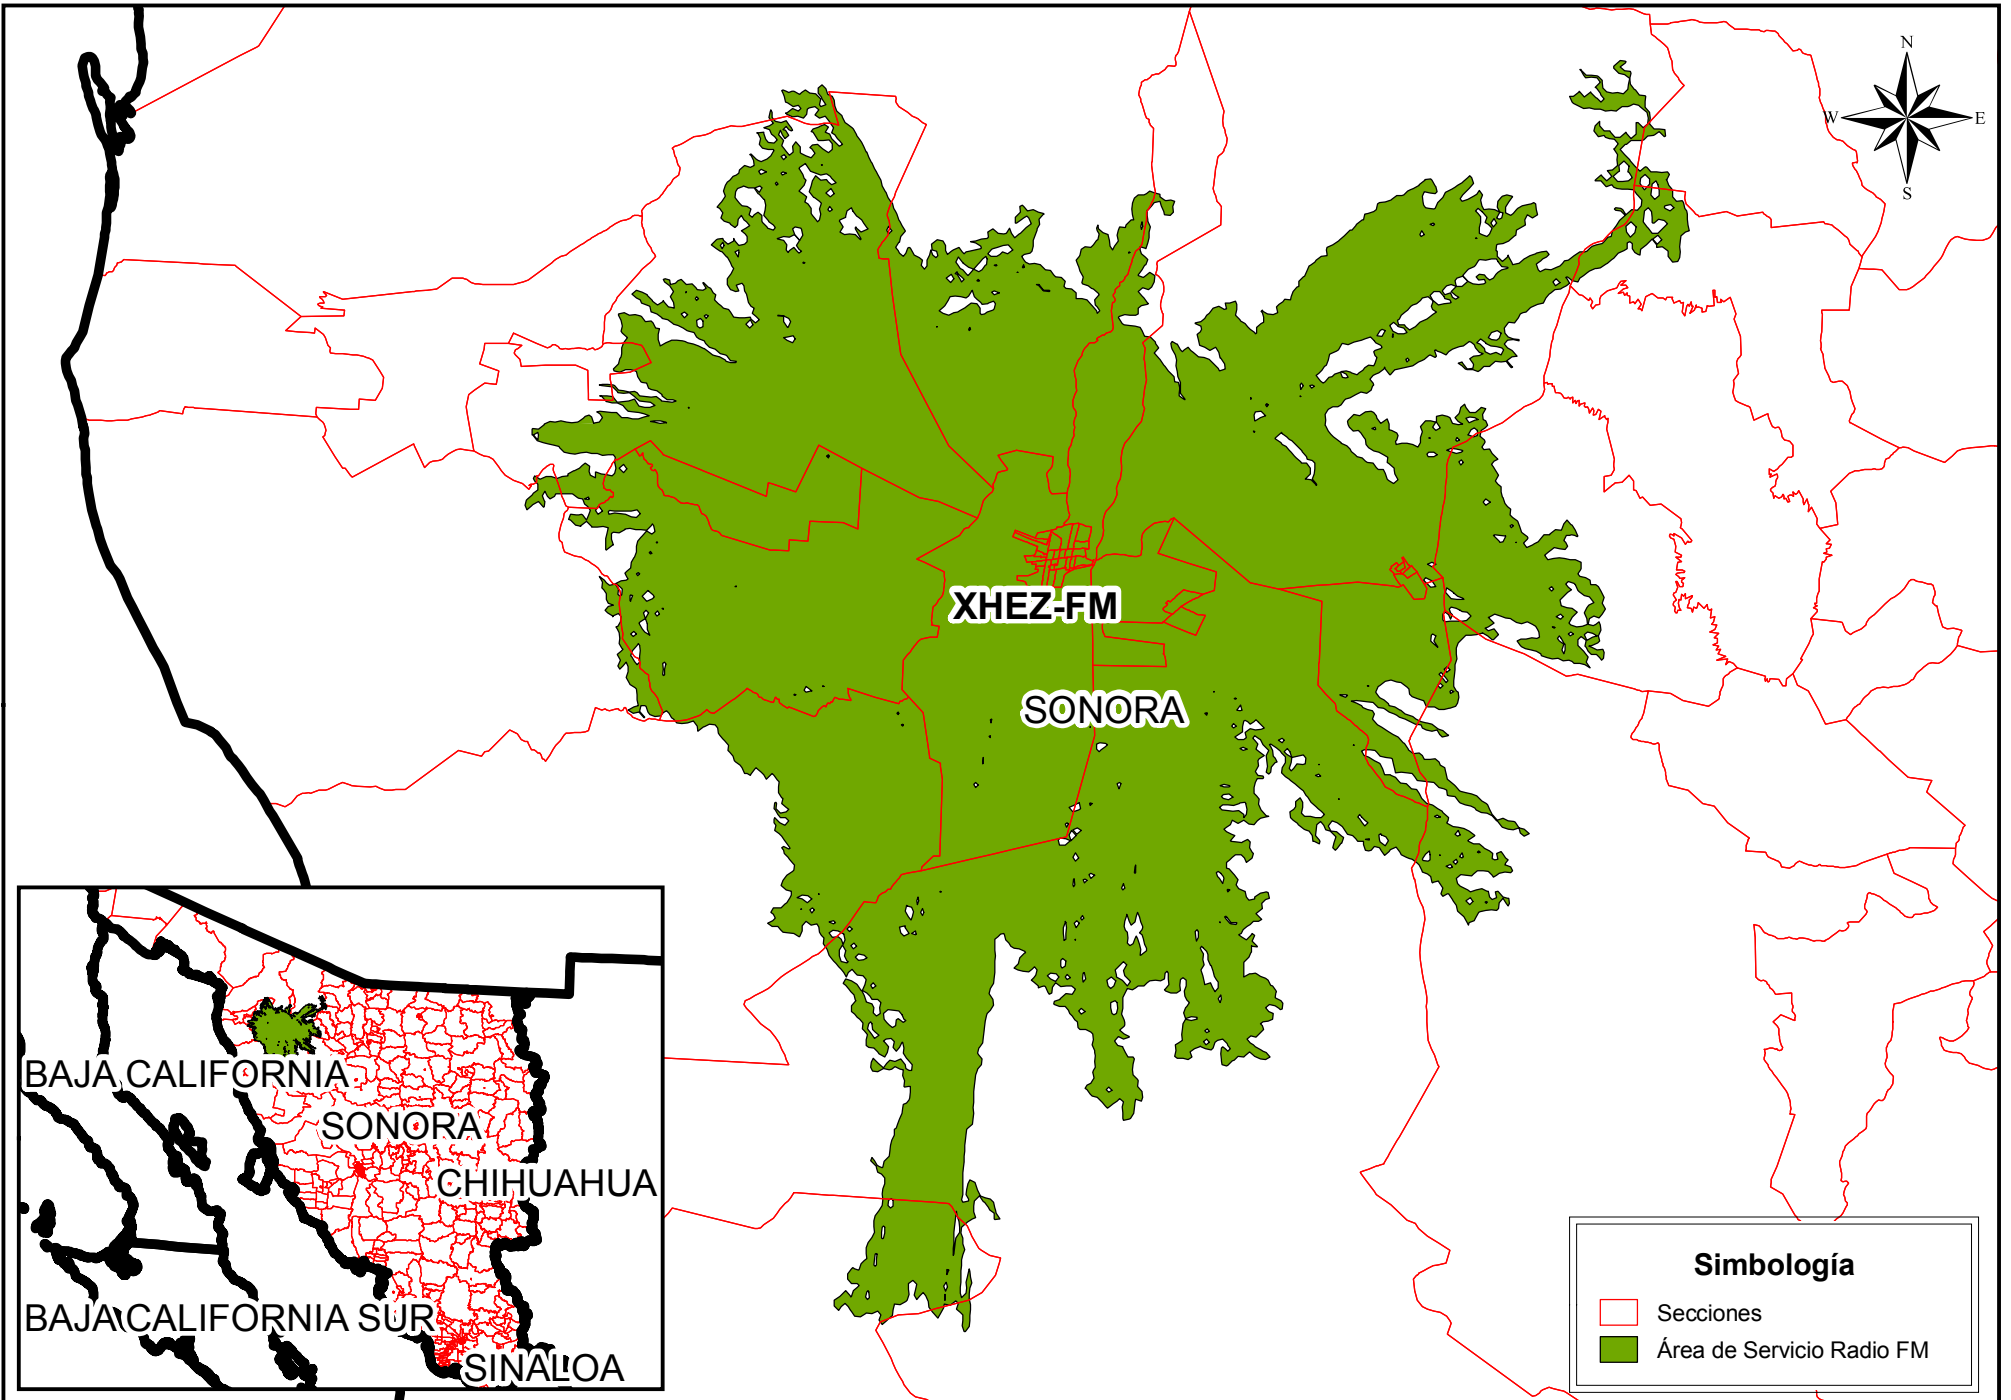 N
W E
S
XHEZ-FM
SONORA
BAJA CALIFORNIA
SONORA
CHIHUAHUA
BAJA CALIFORNIA SUR
SINALOA
Simbología
Secciones
Área de Servicio Radio FM